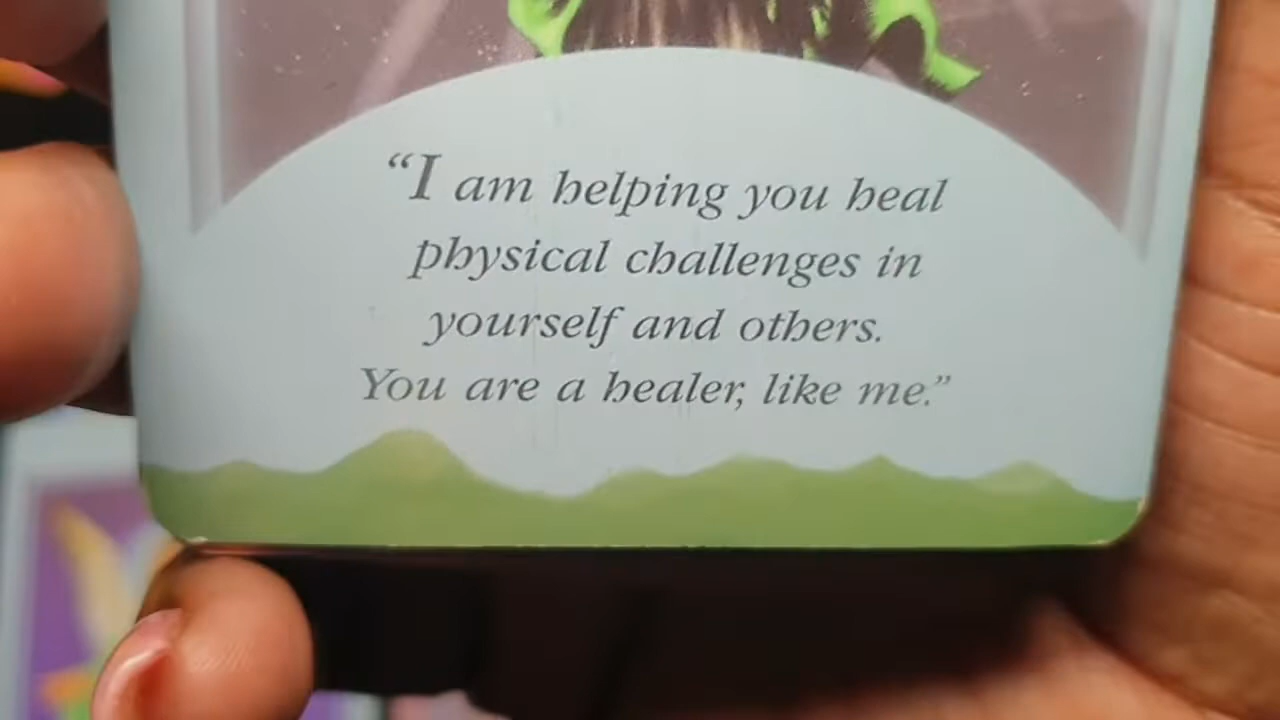 “I am helping you heal
physical challenges in
yourself and others.
You are a healer, like me.”